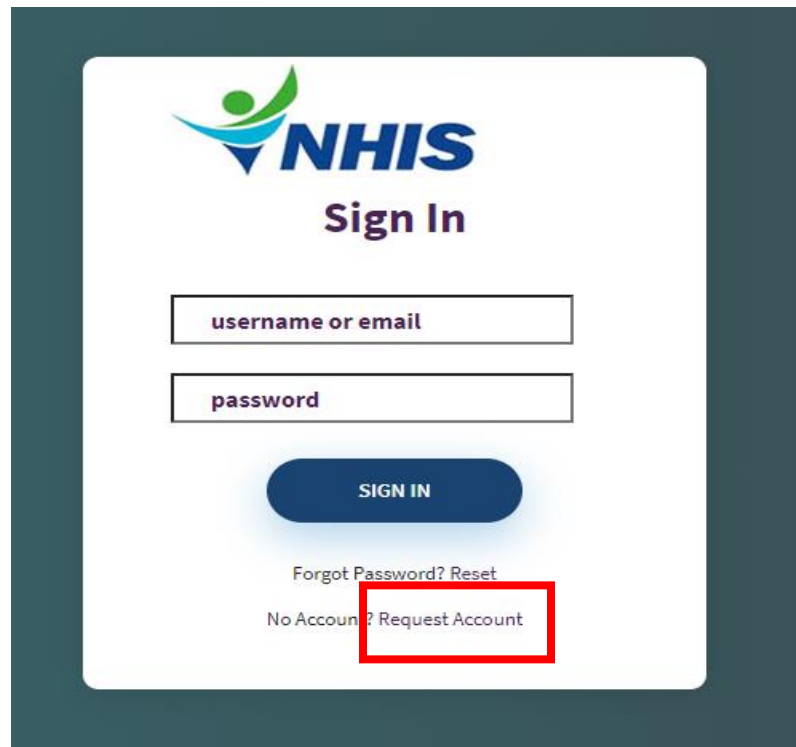 NHIS
Sign In
username or email
password
SIGN IN
Forgot Password? Reset
No Account? Request Account